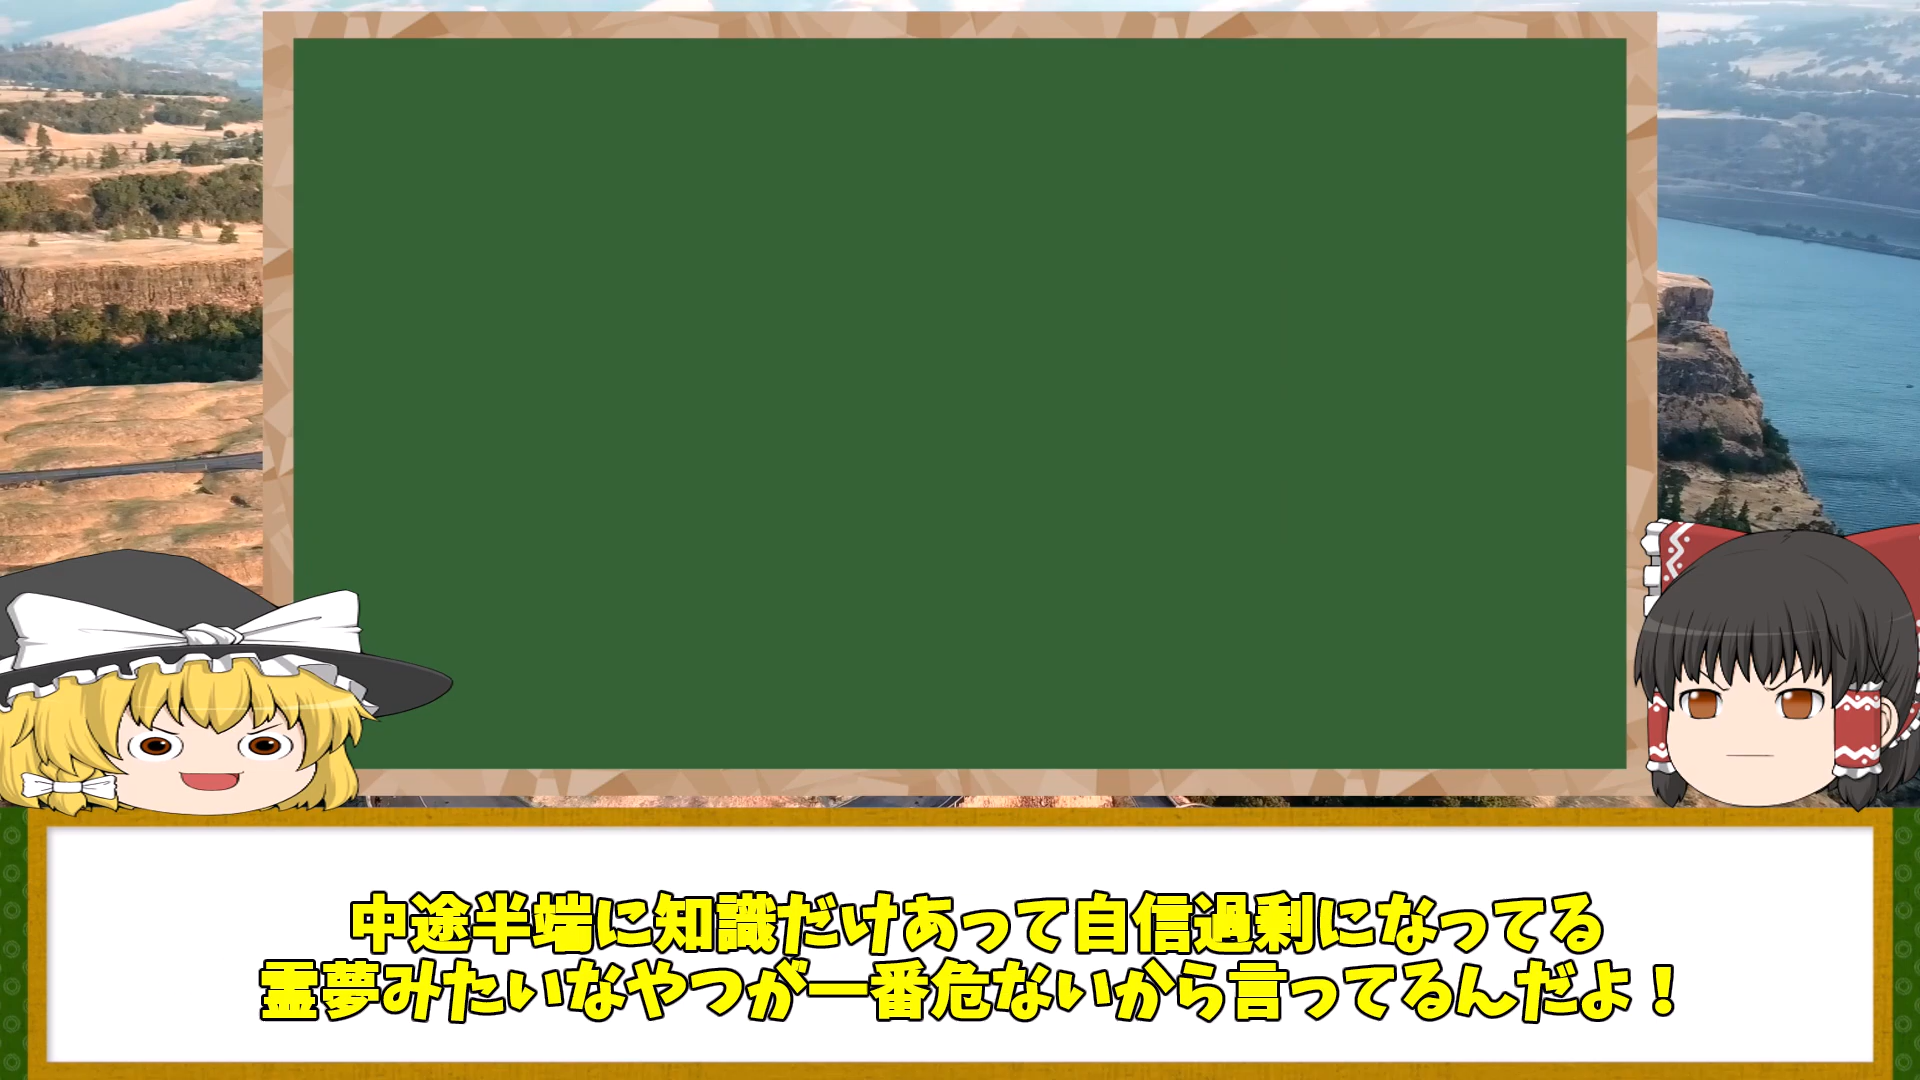 中途半端に知識だけあって自信過剰になってる
霊夢みたいなやつが一番危ないから言ってるんだよ！